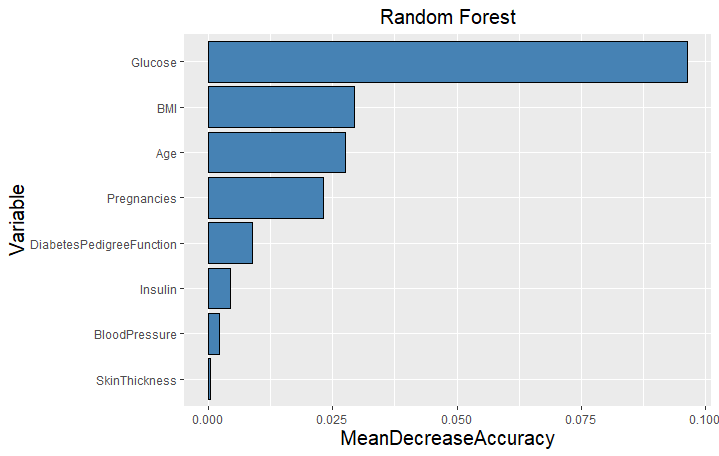 Random Forest
Variable
Glucose
BMI
Age
Pregnancies
DiabetesPedigreeFunction
Insulin
BloodPressure
SkinThickness
0.000 0.025 0.050 0.075 0.100
MeanDecreaseAccuracy